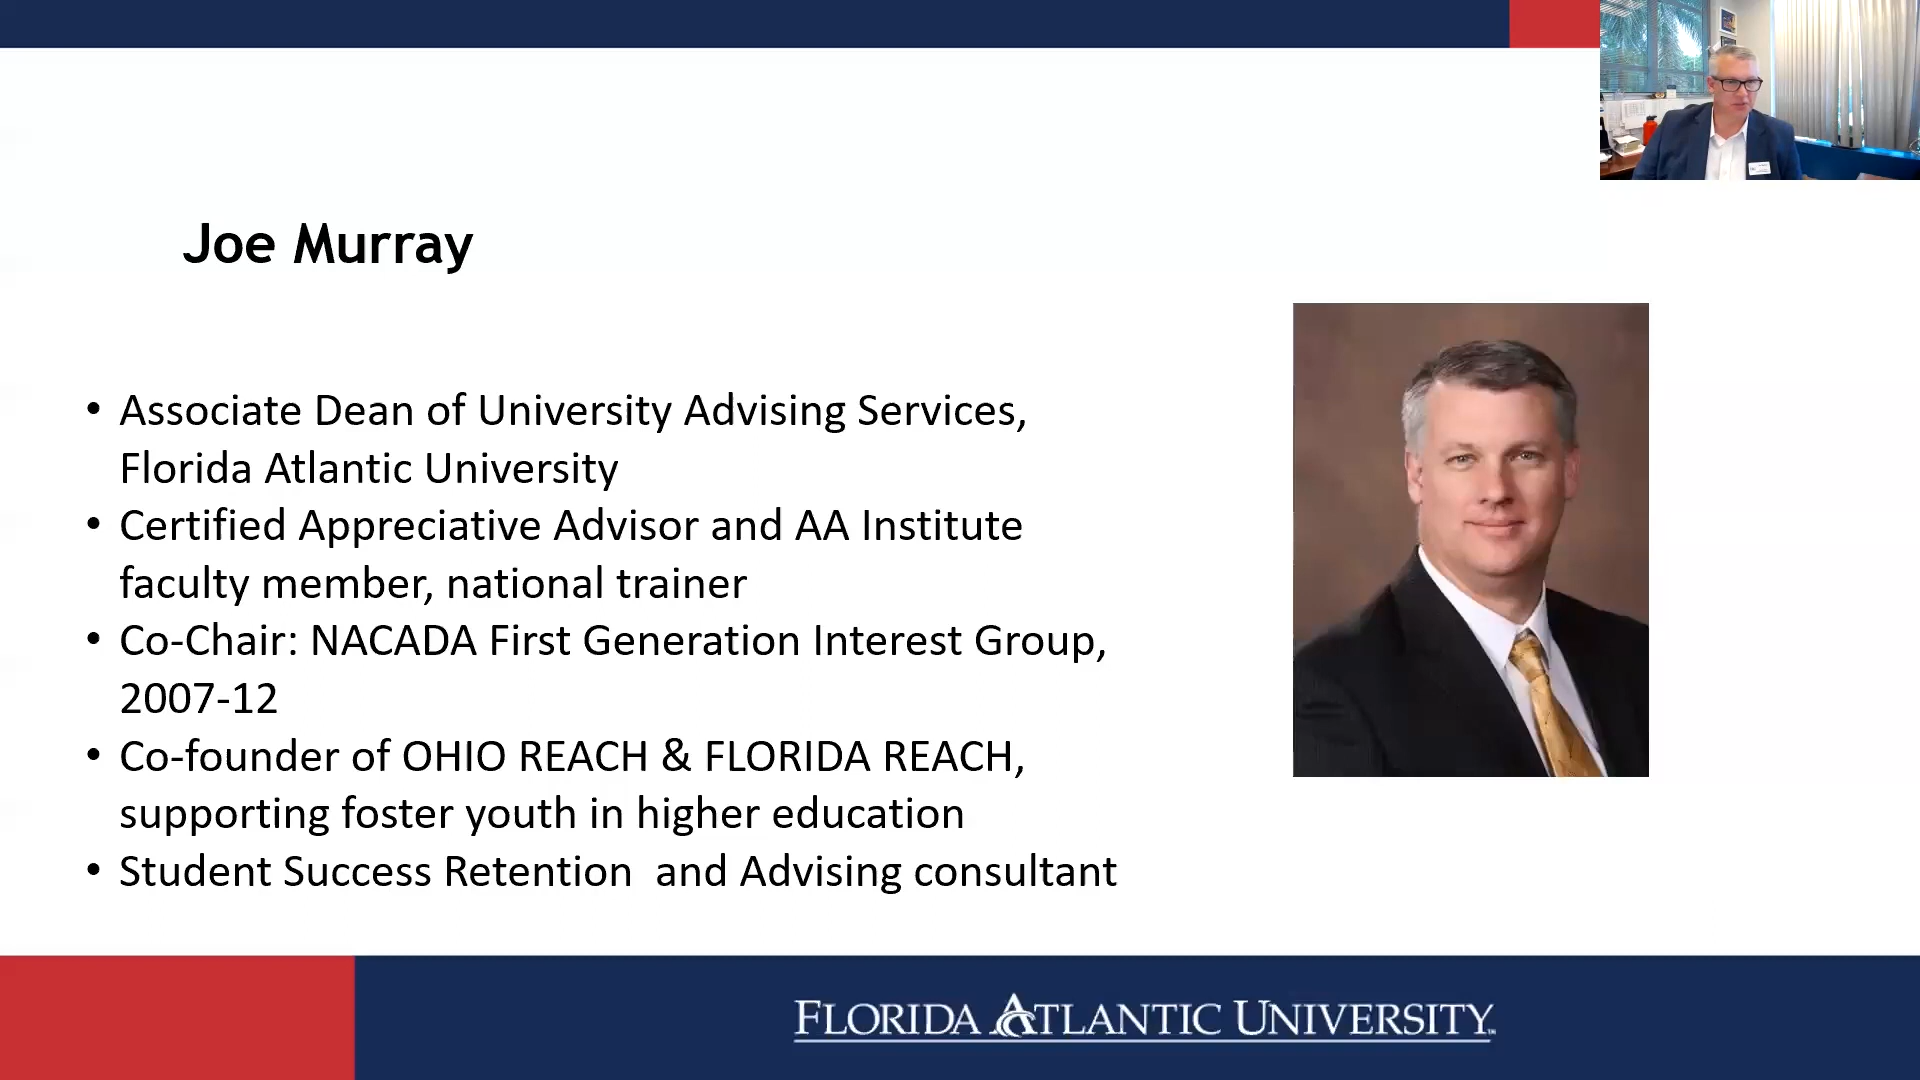 Joe Murray
• Associate Dean of University Advising Services,
Florida Atlantic University
• Certified Appreciative Advisor and AA Institute
faculty member, national trainer
• Co-Chair: NACADA First Generation Interest Group,
2007-12
• Co-founder of OHIO REACH & FLORIDA REACH,
supporting foster youth in higher education
• Student Success Retention  and Advising consultant
FLORIDA ATLANTIC UNIVERSITY